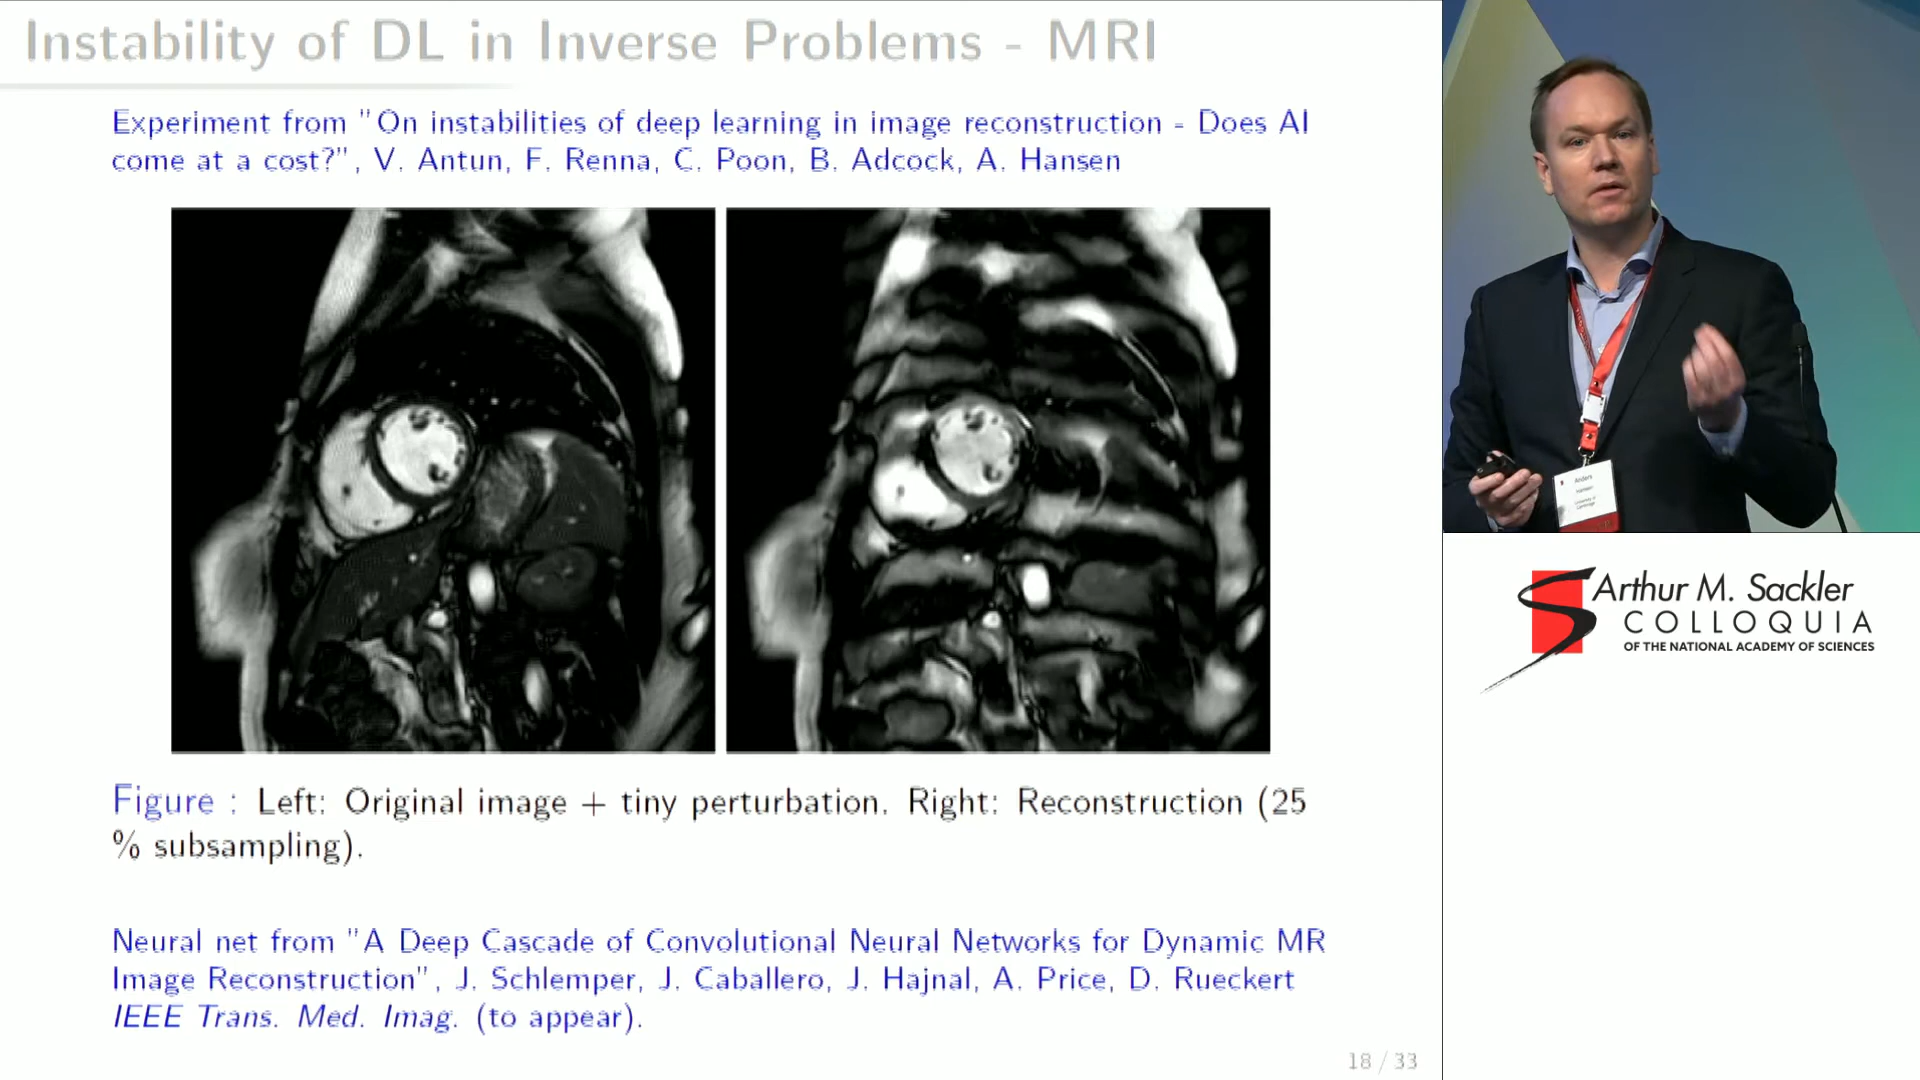 Instability of DL in Inverse Problems - MRI
Experiment from "On instabilities of deep learning in image reconstruction - Does AI
come at a cost?", V. Antun, F. Renna, C. Poon, B. Adcock, A. Hansen
Figure : Left: Original image + tiny perturbation. Right: Reconstruction (25
% subsampling).
Neural net from "A Deep Cascade of Convolutional Neural Networks for Dynamic MR
Image Reconstruction", J. Schlemper, J. Caballero, J. Hajnal, A. Price, D. Rueckert
IEEE Trans. Med. Imag. (to appear).
18 / 33
Anders
Arthur M. Sackler
COLLOQUIA
OF THE NATIONAL ACADEMY OF SCIENCES